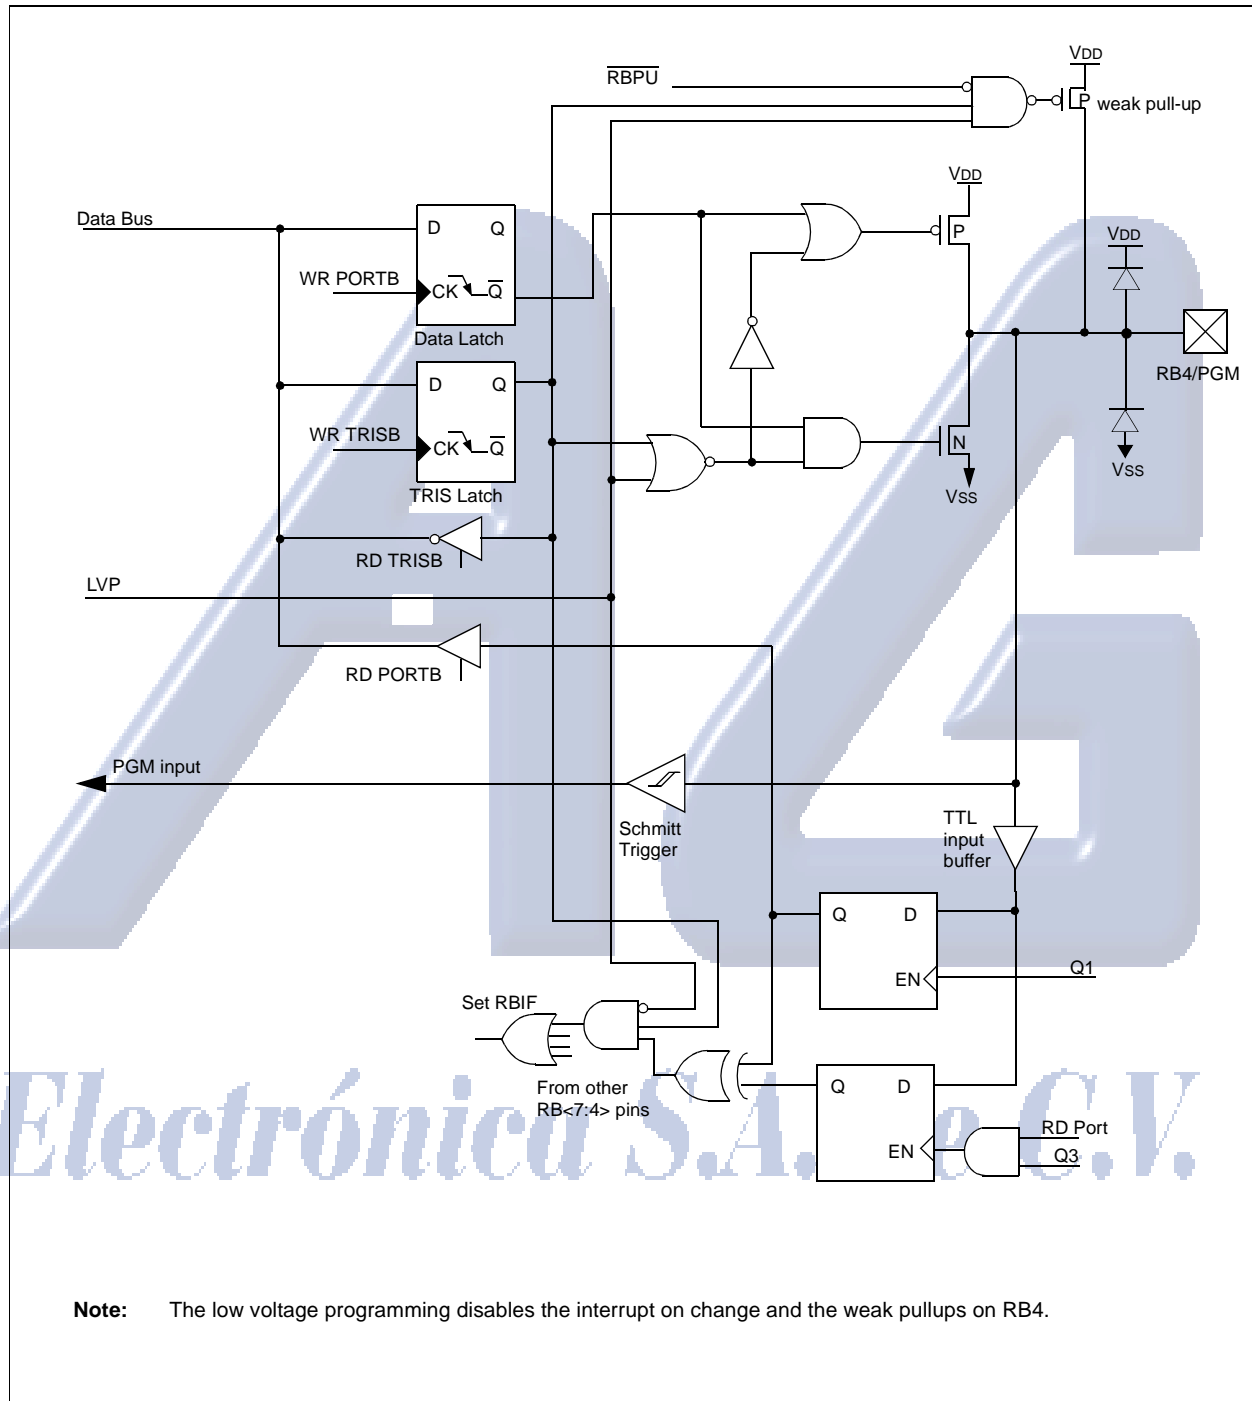 VDD
RBPU
P
weak pull-up
VDD
Data Bus
D
Q
P
VDD
WR PORTB
CK
Q
Data Latch
RB4/PGM
D
Q
WR TRISB
CK
Q
N
VSS
TRIS Latch
VSS
RD TRISB
LVP
RD PORTB
PGM input
Schmitt
Trigger
TTL
input
buffer
Q
D
EN
Q1
Set RBIF
From other
RB<7:4> pins
Q
D
EN
RD Port
Q3
AG
Electrónica S.A. de C.V.
Note: The low voltage programming disables the interrupt on change and the weak pullups on RB4.